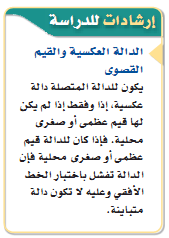 إرشادات للدراسة
الدالة العكسية والقيم
القصوى
يكون للدالة المتصلة دالة
عكسية، إذا وفقط إذا لم يكن
لها قيم عظمى أو صغرى
محلية. فإذا كان للدالة قيم
عظمى أو صغرى محلية فإن
الدالة تفشل باختبار الخط
الأفقي وعليه لا تكون دالة
متباينة.